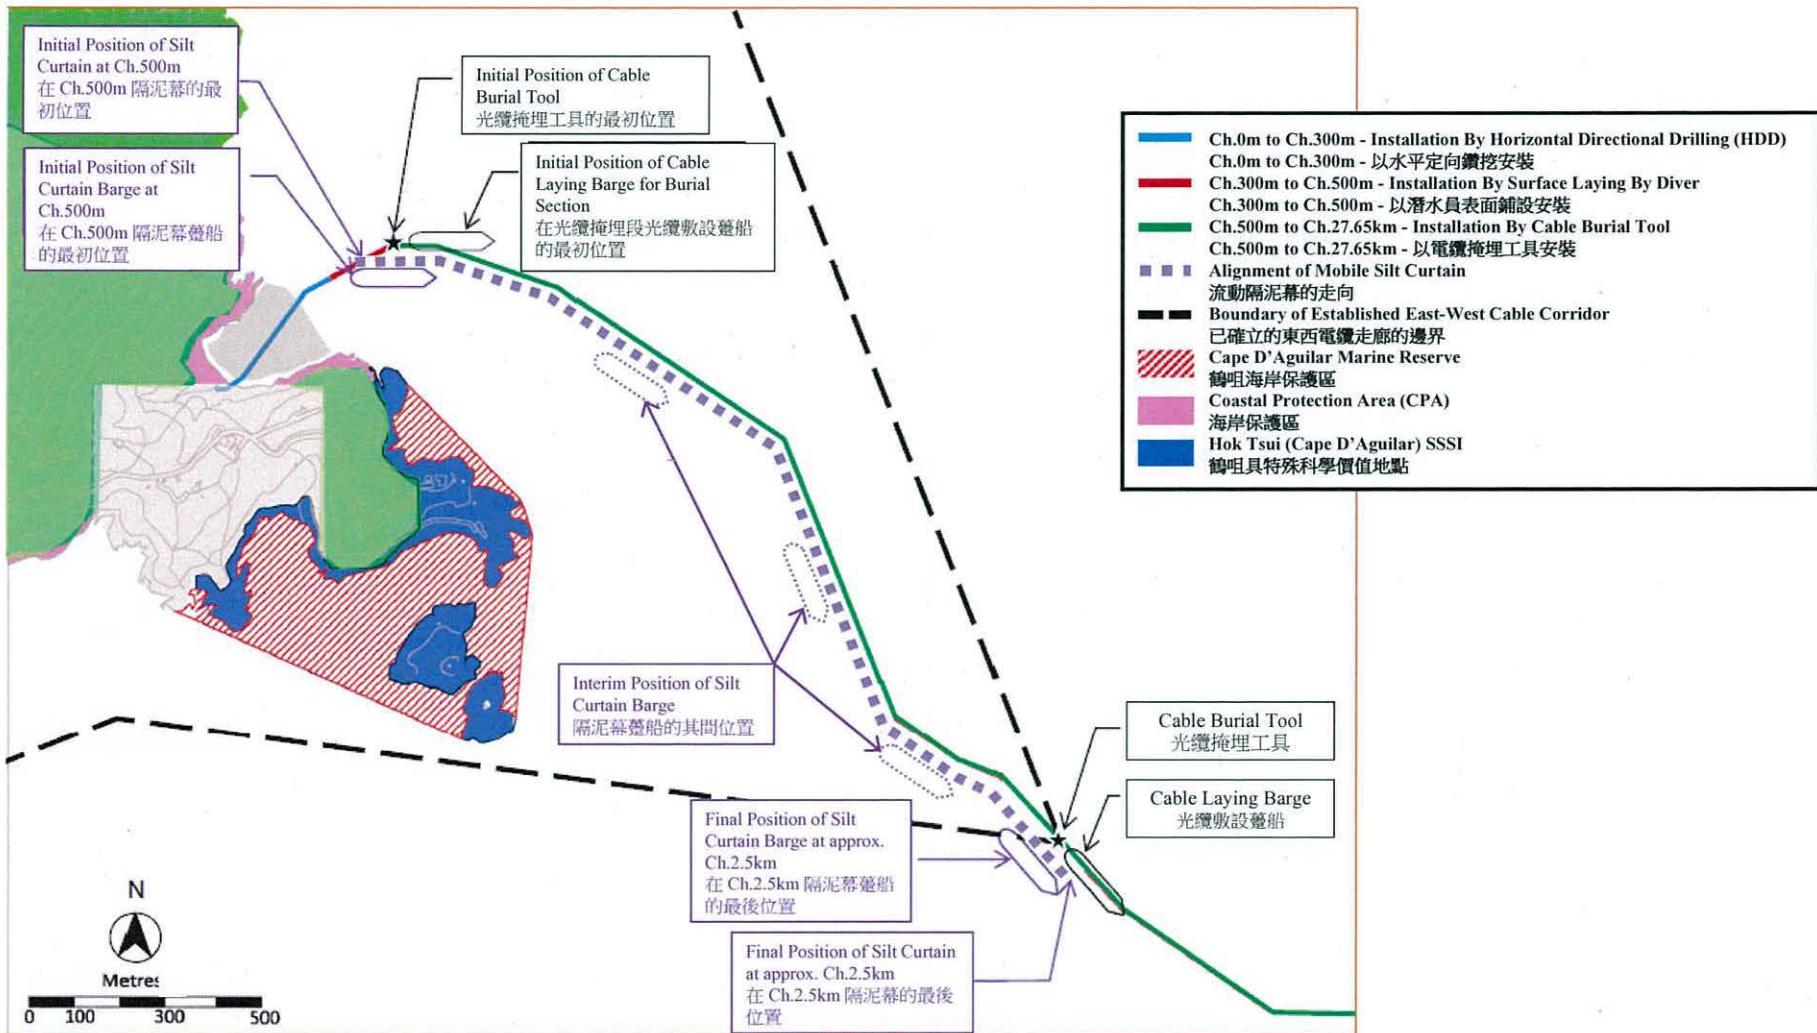 Initial Position of Silt
Curtain at Ch.500m
在 Ch.500m 隔泥幕的最
初位置
Initial Position of Cable
Burial Tool
光纜掩埋工具的最初位置
Initial Position of Silt
Curtain Barge at
Ch.500m
在 Ch.500m 隔泥幕躉船
的最初位置
Initial Position of Cable
Laying Barge for Burial
Section
在光纜掩埋段光纜敷設躉船
的最初位置
Ch.0m to Ch.300m - Installation By Horizontal Directional Drilling (HDD)
Ch.0m to Ch.300m - 以水平定向鑽挖安裝
Ch.300m to Ch.500m - Installation By Surface Laying By Diver
Ch.300m to Ch.500m - 以潛水員表面鋪設安裝
Ch.500m to Ch.27.65km - Installation By Cable Burial Tool
Ch.500m to Ch.27.65km - 以電纜掩埋工具安裝
Alignment of Mobile Silt Curtain
流動隔泥幕的走向
Boundary of Established East-West Cable Corridor
已確立的東西電纜走廊的邊界
Cape D'Aguilar Marine Reserve
鶴咀海岸保護區
Coastal Protection Area (CPA)
海岸保護區
Hok Tsui (Cape D'Aguilar) SSSI
鶴咀具特殊科學價值地點
Interim Position of Silt
Curtain Barge
隔泥幕躉船的其間位置
Cable Burial Tool
光纜掩埋工具
Cable Laying Barge
光纜敷設躉船
Final Position of Silt
Curtain Barge at approx.
Ch.2.5km
在 Ch.2.5km 隔泥幕躉船
的最後位置
Final Position of Silt Curtain
at approx. Ch.2.5km
在 Ch.2.5km 隔泥幕的最後
位置
N
Metres
0 100 300 500